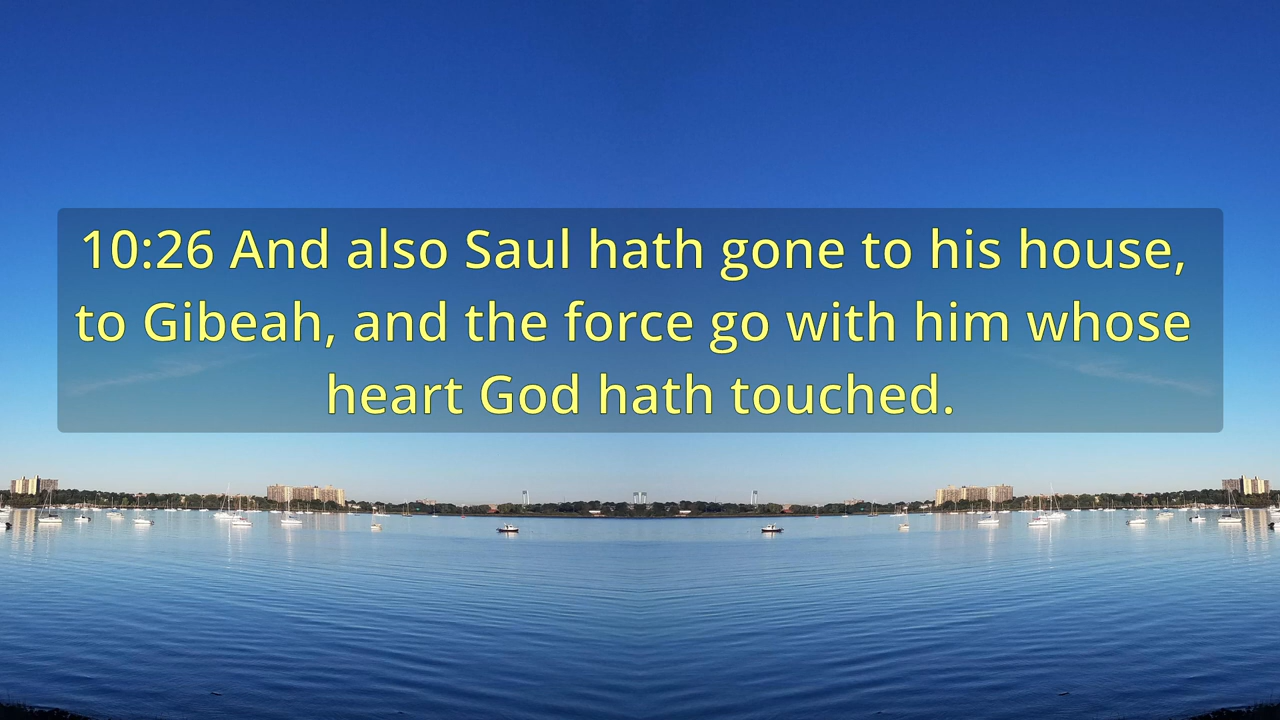 10:26 And also Saul hath gone to his house,
to Gibeah, and the force go with him whose
heart God hath touched.